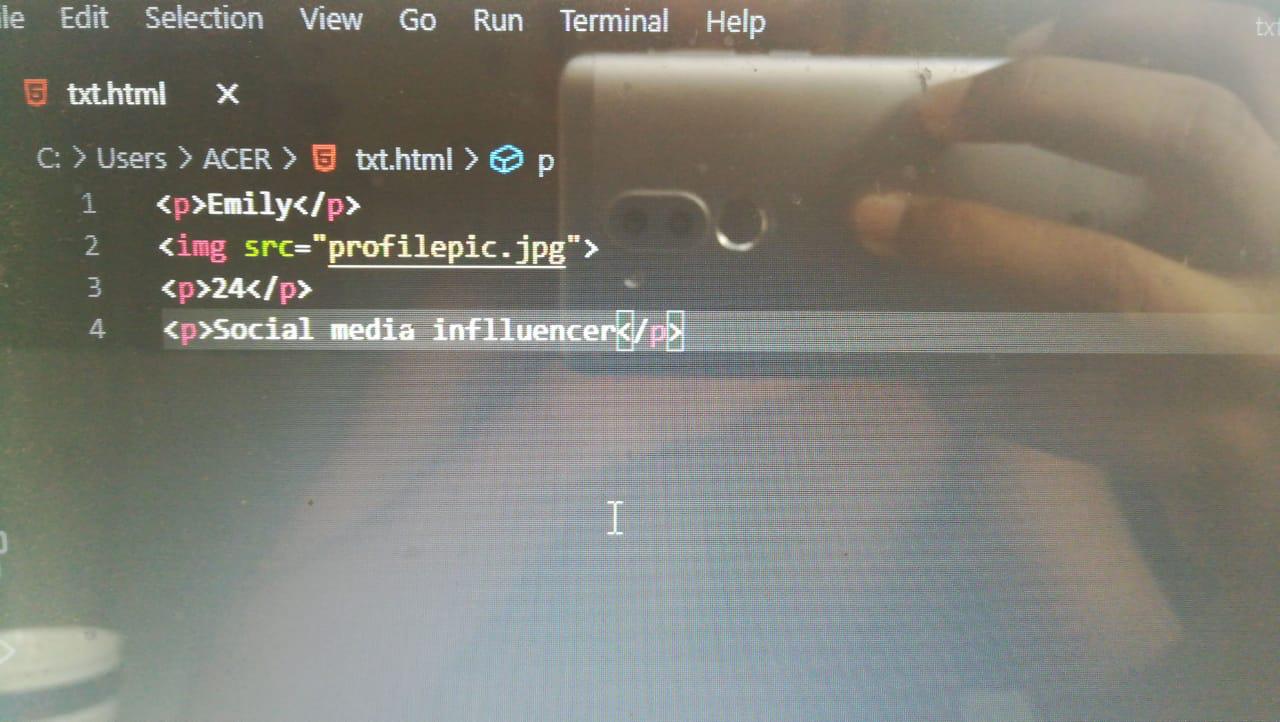 le Edit Selection View Go Run Terminal Help txt
txt.html
C: > Users > ACER > txt.html > p
1 <p>Emily</p>
2 <img src="profilepic.jpg">
3 <p>24</p>
4 <p>Social media inflluencer</p>